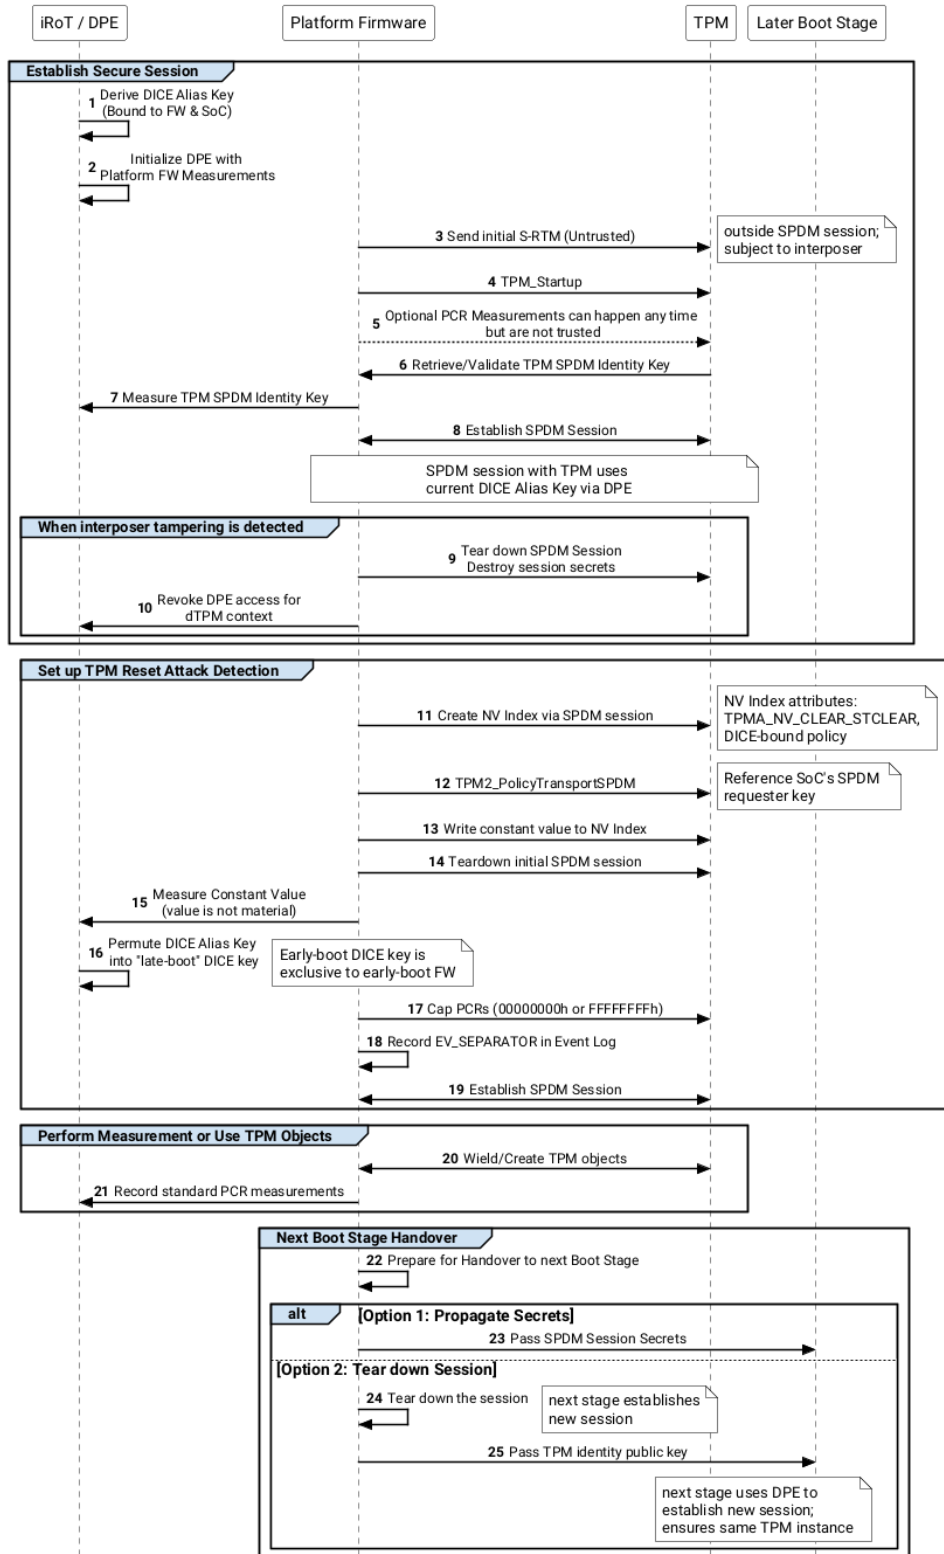 iRoT / DPE
Platform Firmware
TPM
Later Boot Stage
Establish Secure Session
1 Derive DICE Alias Key
(Bound to FW & SoC)
2 Initialize DPE with
Platform FW Measurements
3 Send initial S-RTM (Untrusted)
outside SPDM session;
subject to interposer
4 TPM_Startup
5 Optional PCR Measurements can happen any time
but are not trusted
6 Retrieve/Validate TPM SPDM Identity Key
7 Measure TPM SPDM Identity Key
8 Establish SPDM Session
SPDM session with TPM uses
current DICE Alias Key via DPE
When interposer tampering is detected
9 Tear down SPDM Session
Destroy session secrets
10 Revoke DPE access for
dTPM context
Set up TPM Reset Attack Detection
11 Create NV Index via SPDM session
NV Index attributes:
TPMA_NV_CLEAR_STCLEAR,
DICE-bound policy
12 TPM2_PolicyTransportSPDM
Reference SoC's SPDM
requester key
13 Write constant value to NV Index
14 Teardown initial SPDM session
15 Measure Constant Value
(value is not material)
16 Permute DICE Alias Key
into "late-boot" DICE key
Early-boot DICE key is
exclusive to early-boot FW
17 Cap PCRs (00000000h or FFFFFFFFh)
18 Record EV_SEPARATOR in Event Log
19 Establish SPDM Session
Perform Measurement or Use TPM Objects
20 Wield/Create TPM objects
21 Record standard PCR measurements
Next Boot Stage Handover
22 Prepare for Handover to next Boot Stage
alt
[Option 1: Propagate Secrets]
23 Pass SPDM Session Secrets
[Option 2: Tear down Session]
24 Tear down the session
next stage establishes
new session
25 Pass TPM identity public key
next stage uses DPE to
establish new session;
ensures same TPM instance